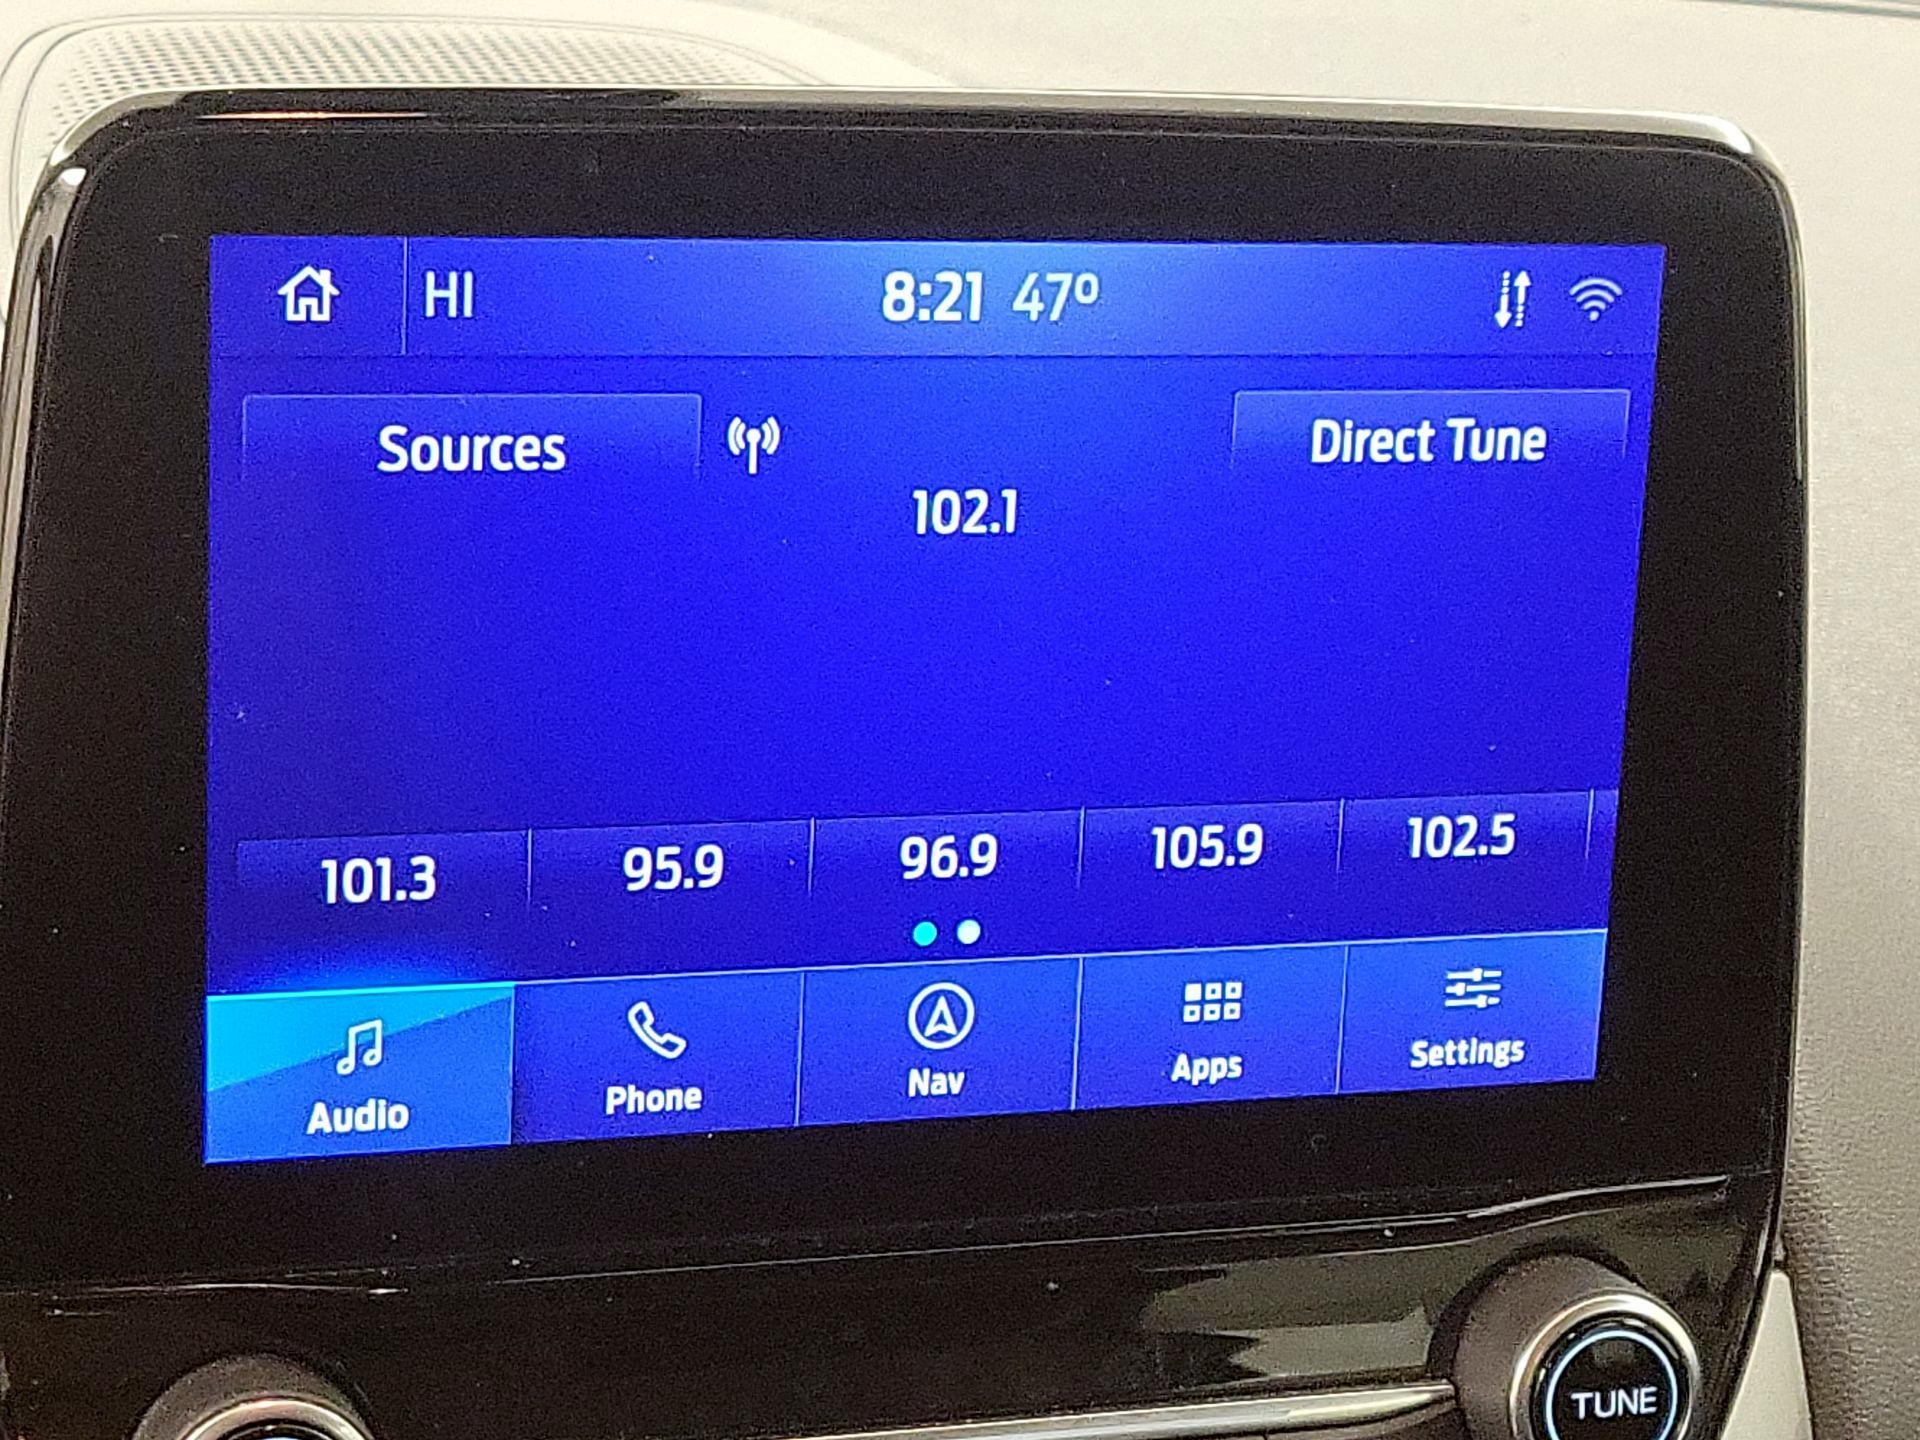 HI 8:21 47º
Sources Direct Tune
102.1
101.3 95.9 96.9 105.9 102.5
Audio Phone Nav Apps Settings
TUNE